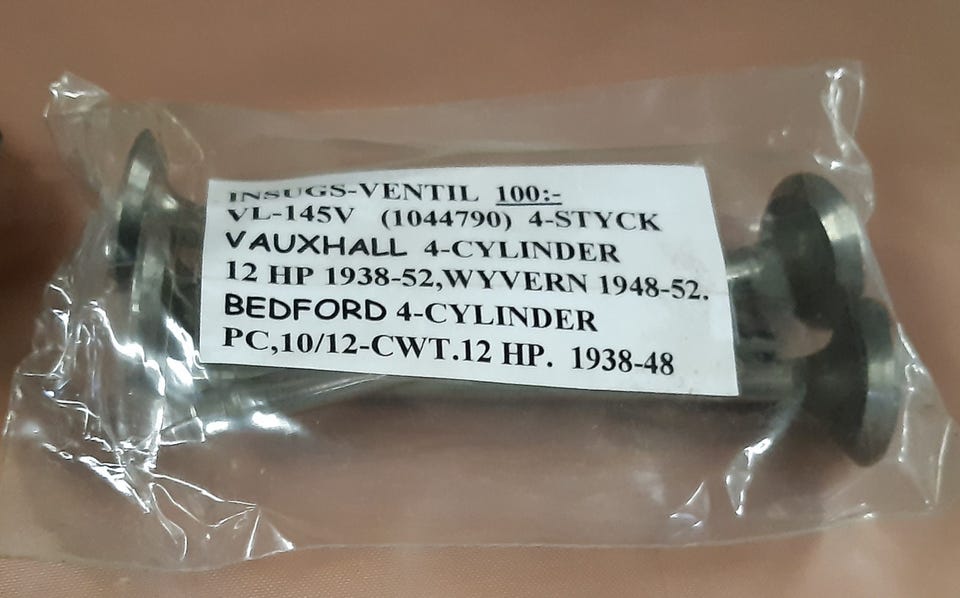 INSUGS-VENTIL 100:-
VL-145V (1044790) 4-STYCK
VAUXHALL 4-CYLINDER
12 HP 1938-52,WYVERN 1948-52.
BEDFORD 4-CYLINDER
PC,10/12-CWT.12 HP. 1938-48